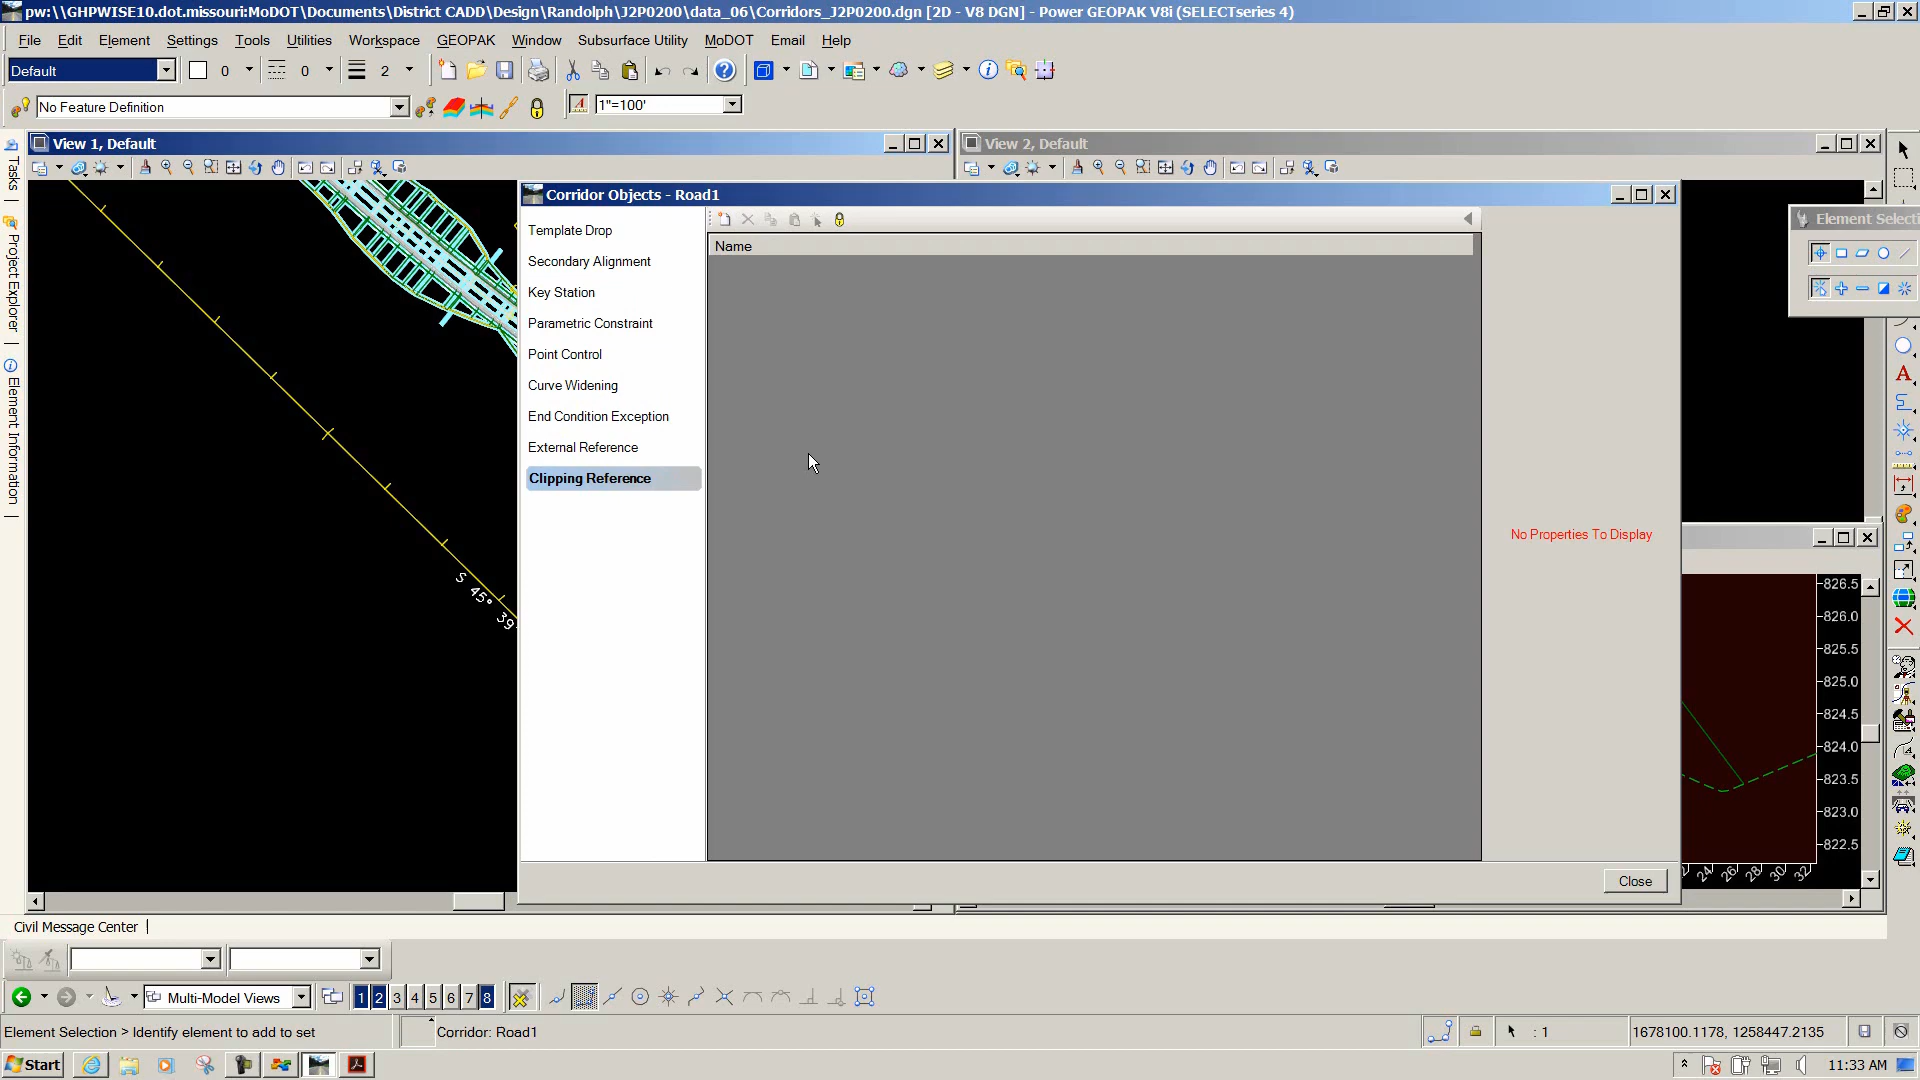 pw:\\GHPWISE10.dot.missouri:MoDOT\Documents\District CADD\Design\Randolph\J2P0200\data_06\Corridors_J2P0200.dgn [2D - V8 DGN] - Power GEOPAK V8i (SELECTseries 4)
File Edit Element Settings Tools Utilities Workspace GEOPAK Window Subsurface Utility MoDOT Email Help
Default 0 0 2
No Feature Definition 1"=100'
View 1, Default
View 2, Default
Tasks
Project Explorer
Element Information
Corridor Objects - Road1
Element Selecti
Template Drop
Secondary Alignment
Key Station
Parametric Constraint
Point Control
Curve Widening
End Condition Exception
External Reference
Clipping Reference
Name
No Properties To Display
Close
S 45° 39'
826.5
826.0
825.5
825.0
824.5
824.0
823.5
823.0
822.5
24 26 28 30 32
Civil Message Center
Multi-Model Views 1 2 3 4 5 6 7 8
Element Selection > Identify element to add to set Corridor: Road1 : 1 1678100.1178, 1258447.2135
Start 11:33 AM